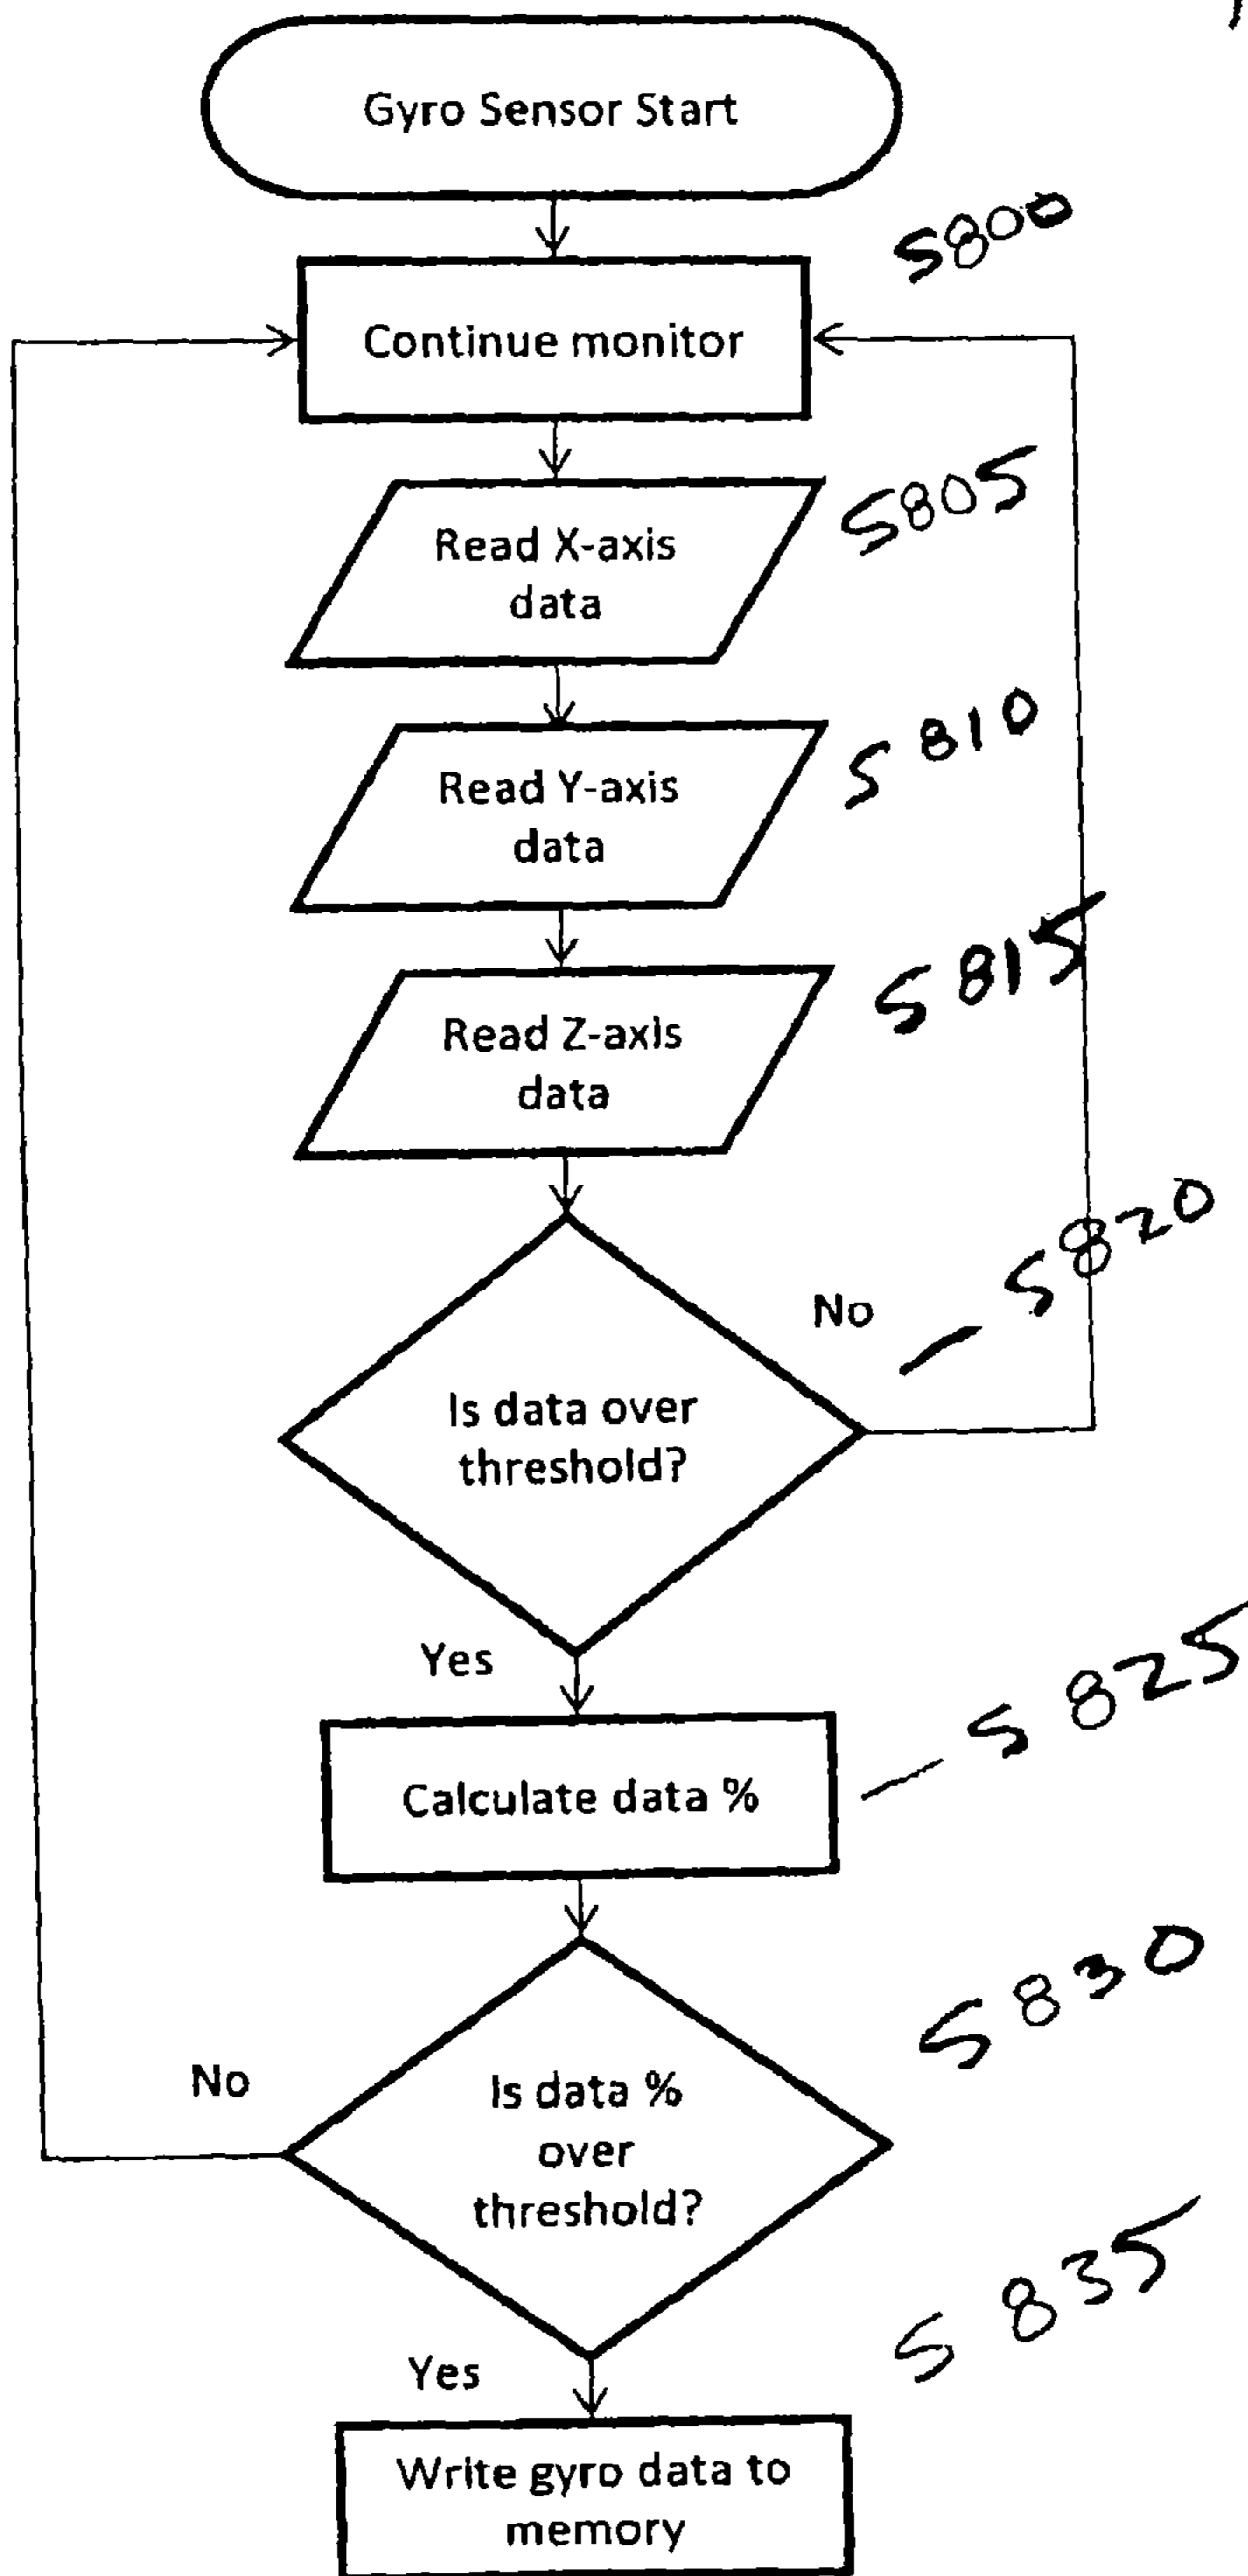 Gyro Sensor Start
S800
Continue monitor
S805
Read X-axis
data
S810
Read Y-axis
data
S815
Read Z-axis
data
S820
No
Is data over
threshold?
Yes
S825
Calculate data %
S830
No
Is data %
over
threshold?
S835
Yes
Write gyro data to
memory